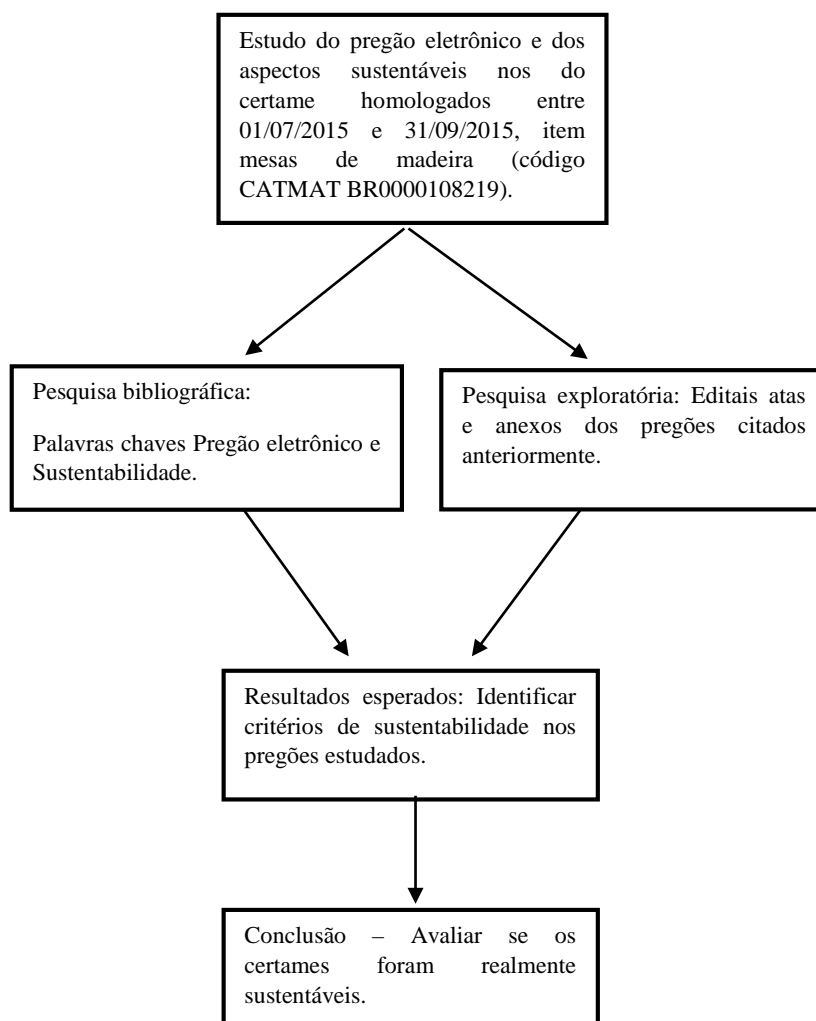 Estudo do pregão eletrônico e dos
aspectos sustentáveis nos do
certame homologados entre
01/07/2015 e 31/09/2015, item
mesas de madeira (código
CATMAT BR0000108219).
Pesquisa bibliográfica:
Palavras chaves Pregão eletrônico e
Sustentabilidade.
Pesquisa exploratória: Editais atas
e anexos dos pregões citados
anteriormente.
Resultados esperados: Identificar
critérios de sustentabilidade nos
pregões estudados.
Conclusão – Avaliar se os
certames foram realmente
sustentáveis.